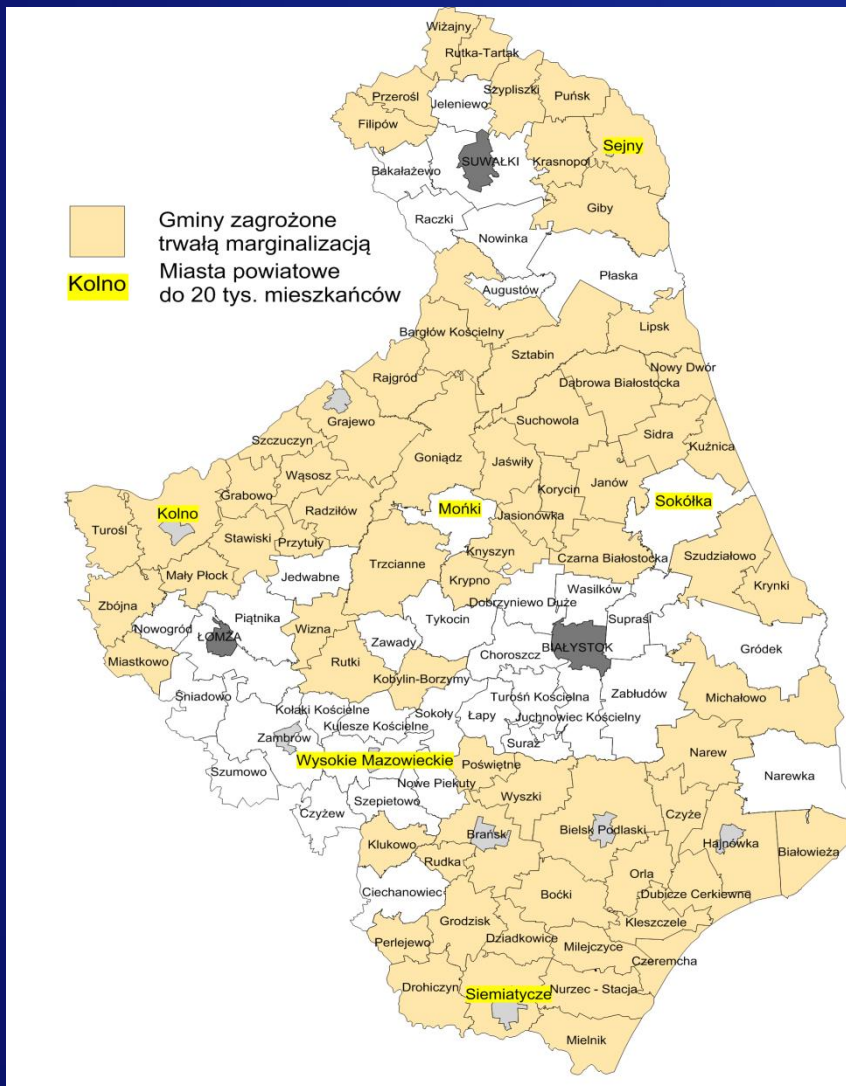 Wiżajny
Rutka-Tartak
Szypliszki
Puńsk
Przerośl
Jeleniewo
Filipów
Sejny
SUWAŁKI
Krasnopol
Bakałażewo
Giby
Raczki
Nowinka
Gminy zagrożone
trwałą marginalizacją
Kolno
Miasta powiatowe
do 20 tys. mieszkańców
Płaska
Augustów
Lipsk
Bargłów Kościelny
Sztabin
Nowy Dwór
Rajgród
Dąbrowa Białostocka
Suchowola
Grajewo
Sidra
Szczuczyn
Kuźnica
Goniądz
Jaświły
Wąsosz
Janów
Grabowo
Korycin
Sokółka
Kolno
Mońki
Radziłów
Jasionówka
Turośl
Stawiski
Przytuły
Knyszyn
Czarna Białostocka
Szudziałowo
Trzcianne
Mały Płock
Jedwabne
Krypno
Krynki
Wasilków
Zbójna
Dobrzyniewo Duże
Piątnika
Tykocin
Supraśl
Nowogród
Wizna
ŁOMŻA
Zawady
BIAŁYSTOK
Gródek
Choroszcz
Miastkowo
Rutki
Kobylin-Borzymy
Śniadowo
Turośń Kościelna
Zabłudów
Michałowo
Kołaki Kościelne
Sokoły
Łapy
Juchnowiec Kościelny
Kulesze Kościelne
Zambrów
Suraż
Narew
Wysokie Mazowieckie
Poświętne
Szumowo
Nowe Piekuty
Narewka
Wyszki
Szepietowo
Czyżew
Czyże
Brańsk
Bielsk Podlaski
Hajnówka
Klukowo
Białowieża
Rudka
Orla
Ciechanowiec
Boćki
Dubicze Cerkiewne
Grodzisk
Kleszczele
Dziadkowice
Perlejewo
Milejczyce
Czeremcha
Drohiczyn
Siemiatycze
Nurzec - Stacja
Mielnik